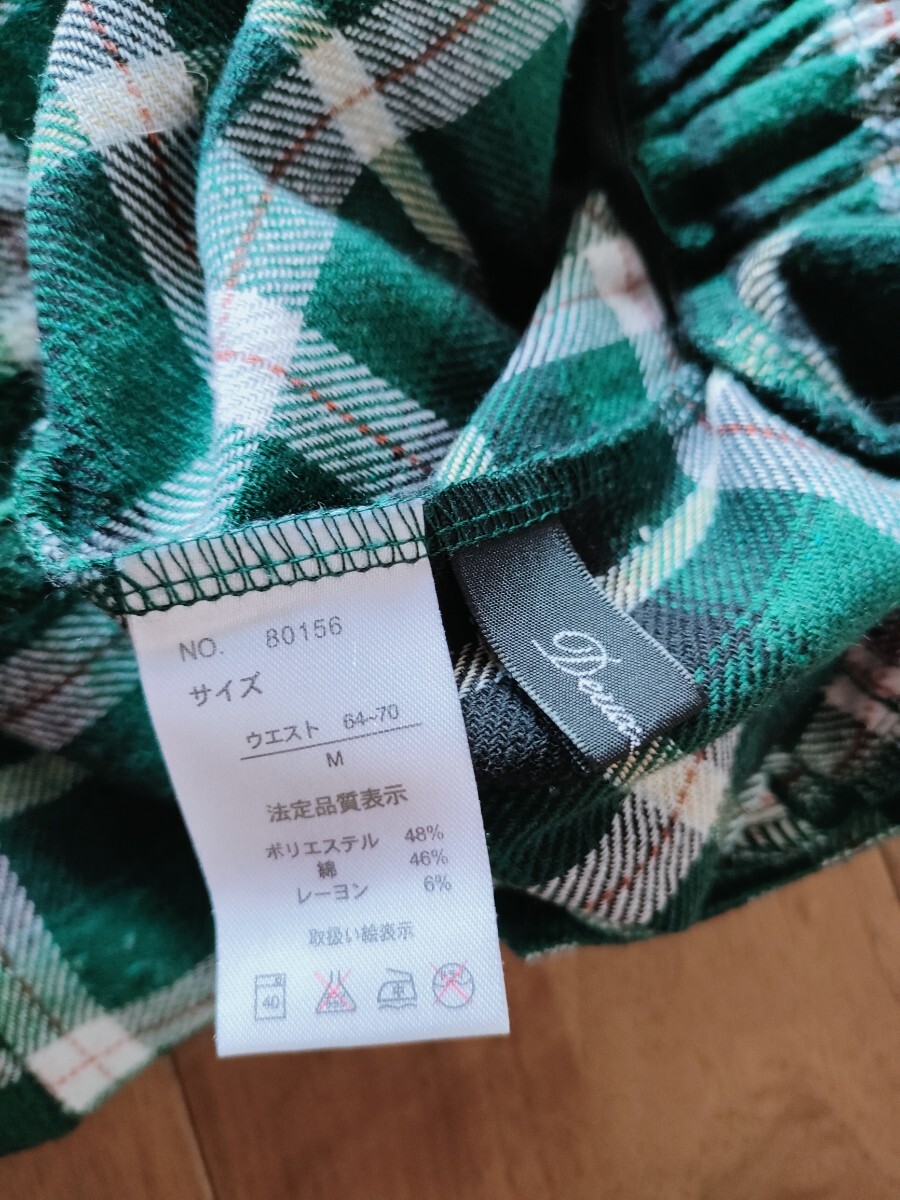 NO. 80156
サイズ
ウエスト 64~70
M
法定品質表示
ポリエステル 48%
綿 46%
レーヨン 6%
取扱い絵表示
40 中